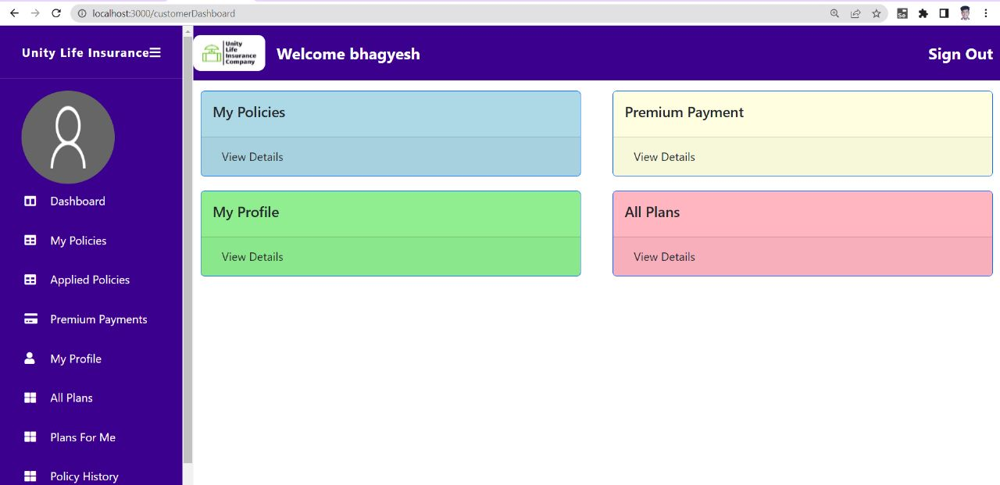 localhost:3000/customerDashboard
Unity Life Insurance
Unity
Life
Insurance
Company
Welcome bhagyesh
Sign Out
Dashboard
My Policies
Applied Policies
Premium Payments
My Profile
All Plans
Plans For Me
Policy History
My Policies
View Details
Premium Payment
View Details
My Profile
View Details
All Plans
View Details